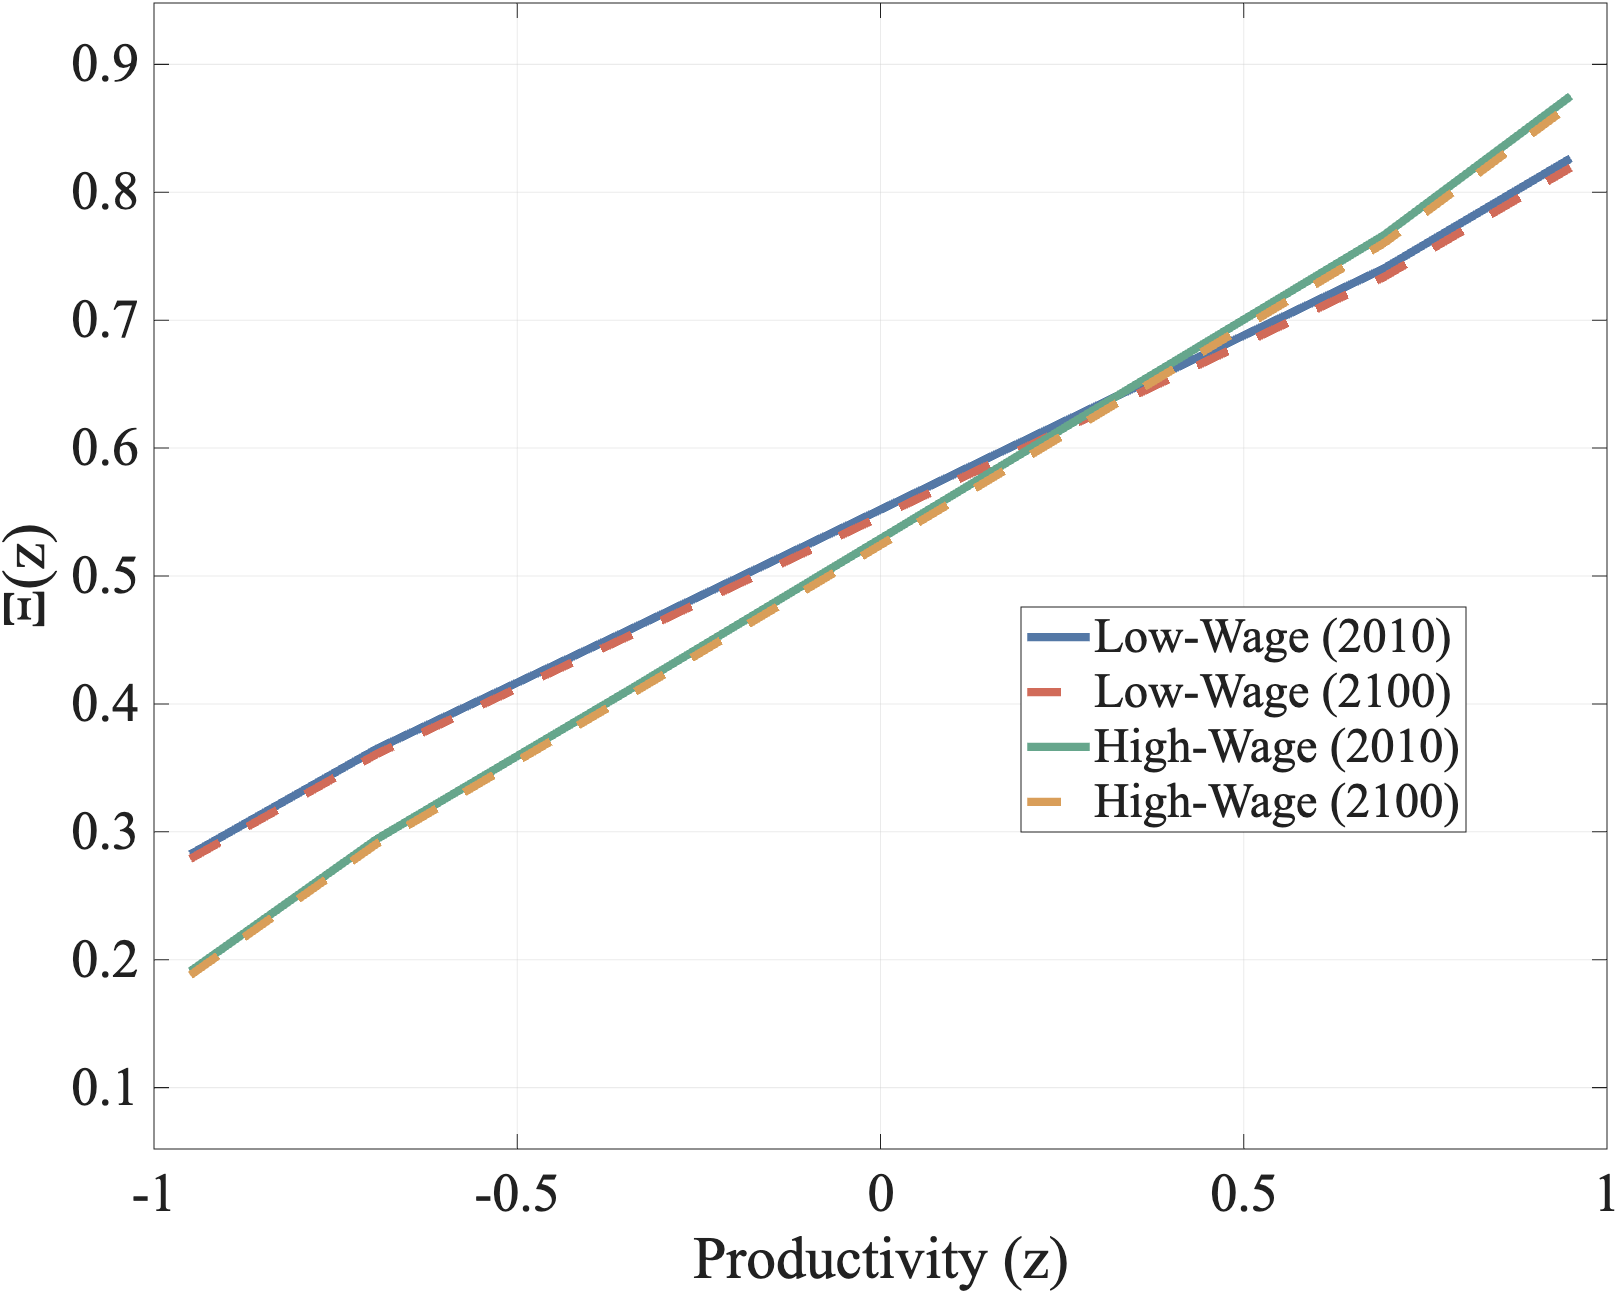 0.9
0.8
0.7
0.6
0.5
0.4
0.3
0.2
0.1
Ξ(z)
Low-Wage (2010)
Low-Wage (2100)
High-Wage (2010)
High-Wage (2100)
-1 -0.5 0 0.5 1
Productivity (z)